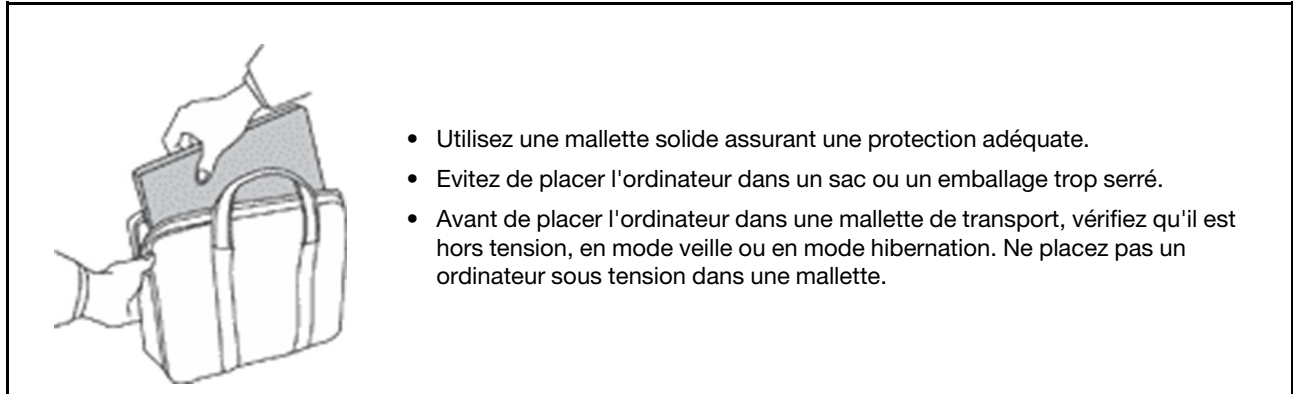 • Utilisez une mallette solide assurant une protection adéquate.
• Evitez de placer l'ordinateur dans un sac ou un emballage trop serré.
• Avant de placer l'ordinateur dans une mallette de transport, vérifiez qu'il est
hors tension, en mode veille ou en mode hibernation. Ne placez pas un
ordinateur sous tension dans une mallette.